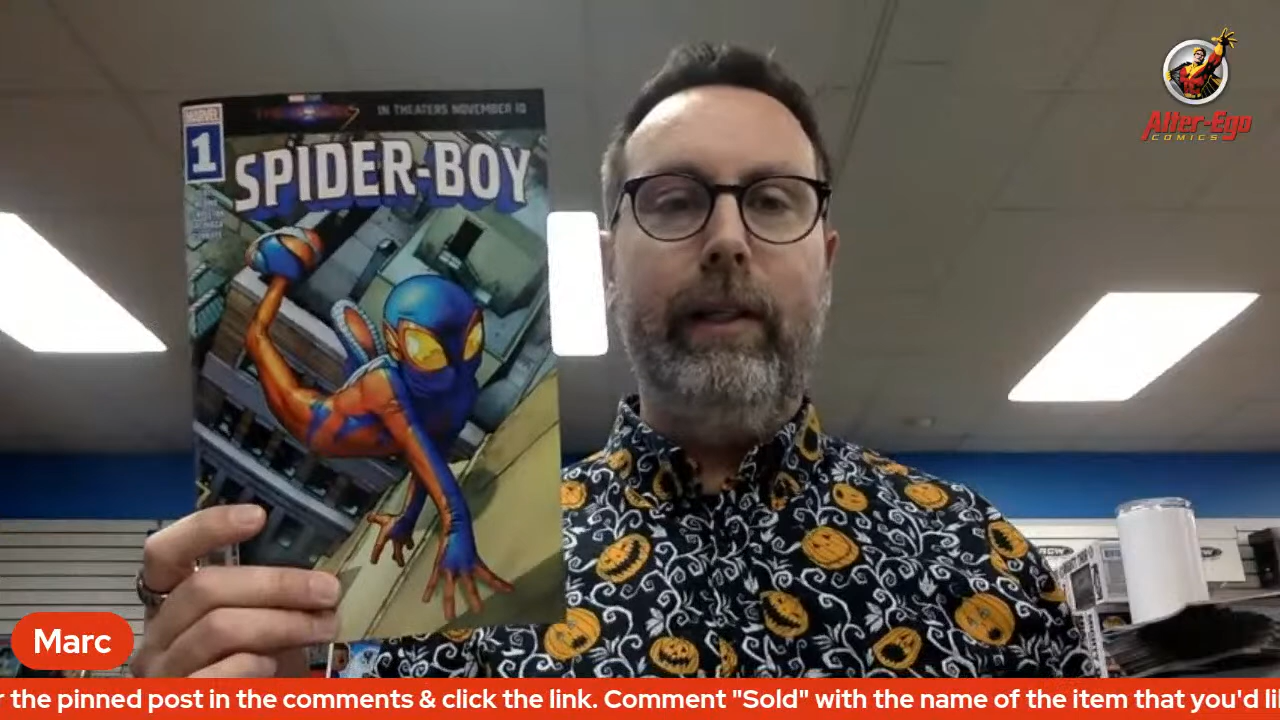 IN THEATERS NOVEMBER 10
MARVEL
1
SPIDER-BOY
Alter-Ego
COMICS
Marc
r the pinned post in the comments & click the link. Comment "Sold" with the name of the item that you'd li